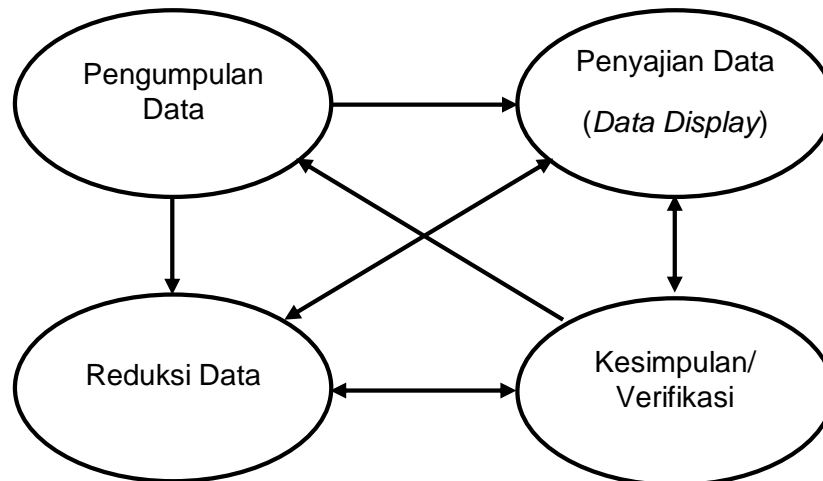 Pengumpulan
Data
Penyajian Data
(Data Display)
Reduksi Data
Kesimpulan/
Verifikasi